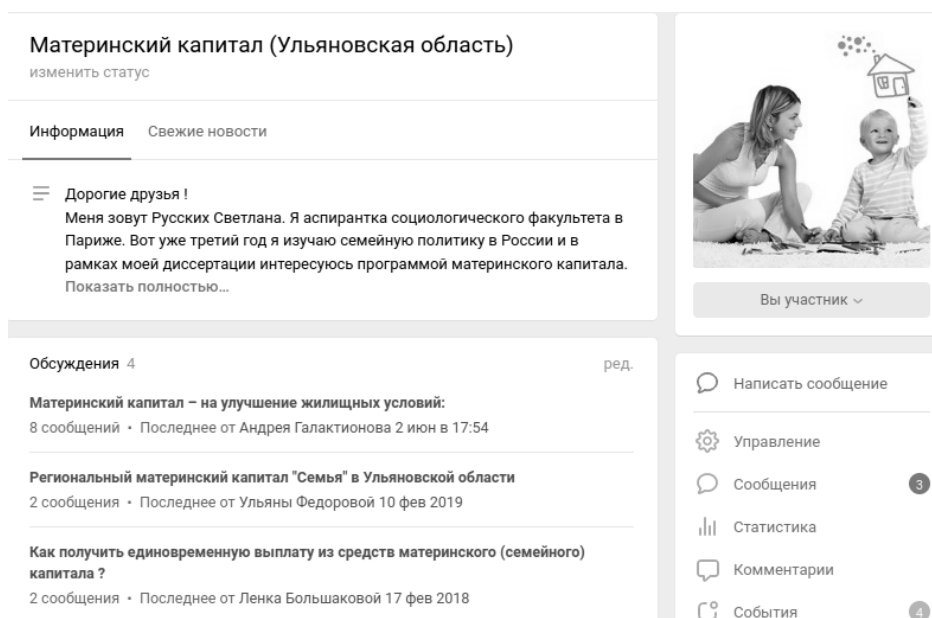 Материнский капитал (Ульяновская область)
изменить статус
Информация Свежие новости
Дорогие друзья !
Меня зовут Русских Светлана. Я аспирантка социологического факультета в
Париже. Вот уже третий год я изучаю семейную политику в России и в
рамках моей диссертации интересуюсь программой материнского капитала.
Показать полностью...
Обсуждения 4 ред.
Материнский капитал – на улучшение жилищных условий:
8 сообщений • Последнее от Андрея Галактионова 2 июн в 17:54
Региональный материнский капитал "Семья" в Ульяновской области
2 сообщения • Последнее от Ульяны Федоровой 10 фев 2019
Как получить единовременную выплату из средств материнского (семейного)
капитала ?
2 сообщения • Последнее от Ленка Большаковой 17 фев 2018
Вы участник
Написать сообщение
Управление
Сообщения 3
Статистика
Комментарии
События 4